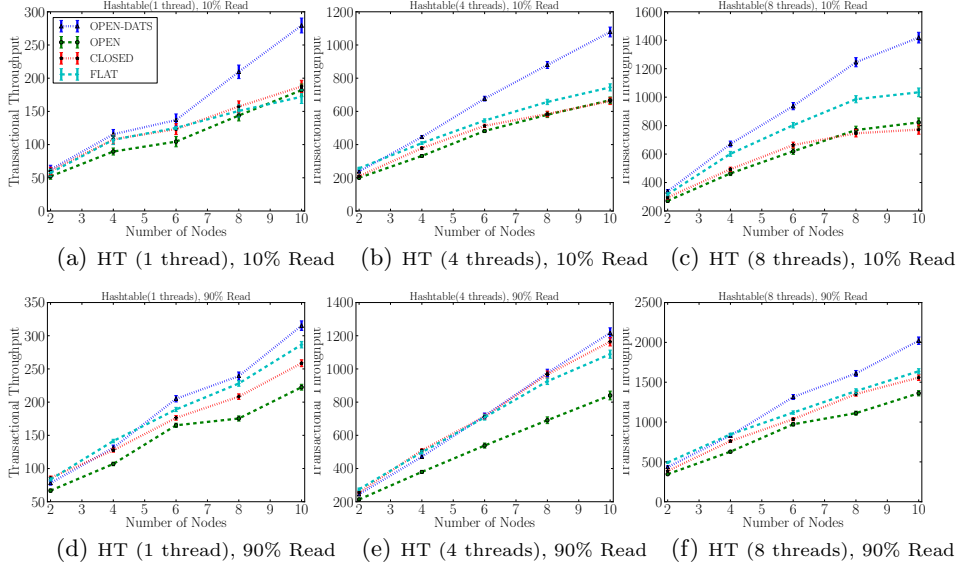 Hashtable(1 thread), 10% Read
Transactional Throughput
300
250
200
150
100
50
0
OPEN-DATS
OPEN
CLOSED
FLAT
2 3 4 5 6 7 8 9 10
Number of Nodes
(a) HT (1 thread), 10% Read
Hashtable(4 threads), 10% Read
Transactional Throughput
1200
1000
800
600
400
200
0
2 3 4 5 6 7 8 9 10
Number of Nodes
(b) HT (4 threads), 10% Read
Hashtable(8 threads), 10% Read
Transactional Throughput
1600
1400
1200
1000
800
600
400
200
2 3 4 5 6 7 8 9 10
Number of Nodes
(c) HT (8 threads), 10% Read
Hashtable(1 threads), 90% Read
Transactional Throughput
350
300
250
200
150
100
50
2 3 4 5 6 7 8 9 10
Number of Nodes
(d) HT (1 thread), 90% Read
Hashtable(4 threads), 90% Read
Transactional Throughput
1400
1200
1000
800
600
400
200
2 3 4 5 6 7 8 9 10
Number of Nodes
(e) HT (4 threads), 90% Read
Hashtable(8 threads), 90% Read
Transactional Throughput
2500
2000
1500
1000
500
0
2 3 4 5 6 7 8 9 10
Number of Nodes
(f) HT (8 threads), 90% Read